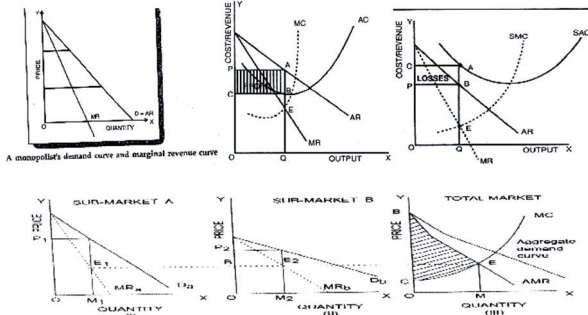 Y
PRICE
O
MR
D = AR
X
QUANTITY
A monopolist's demand curve and marginal revenue curve
Y
COST/REVENUE
MC
AC
P
A
C
B
E
AR
MR
O
Q
OUTPUT
X
Y
COST/REVENUE
SMC
SAC
C
A
P
LOSSES
B
E
AR
MR
O
Q
OUTPUT
X
SUB-MARKET A
Y
PRICE
P1
E1
Da
MRa
O
M1
X
QUANTITY
SUB-MARKET B
Y
PRICE
P2
R
E2
Db
MRb
O
M2
X
QUANTITY
(II)
TOTAL MARKET
Y
B
PRICE
MC
Aggregate
demand
curve
E
C
AMR
O
M
X
QUANTITY
(III)